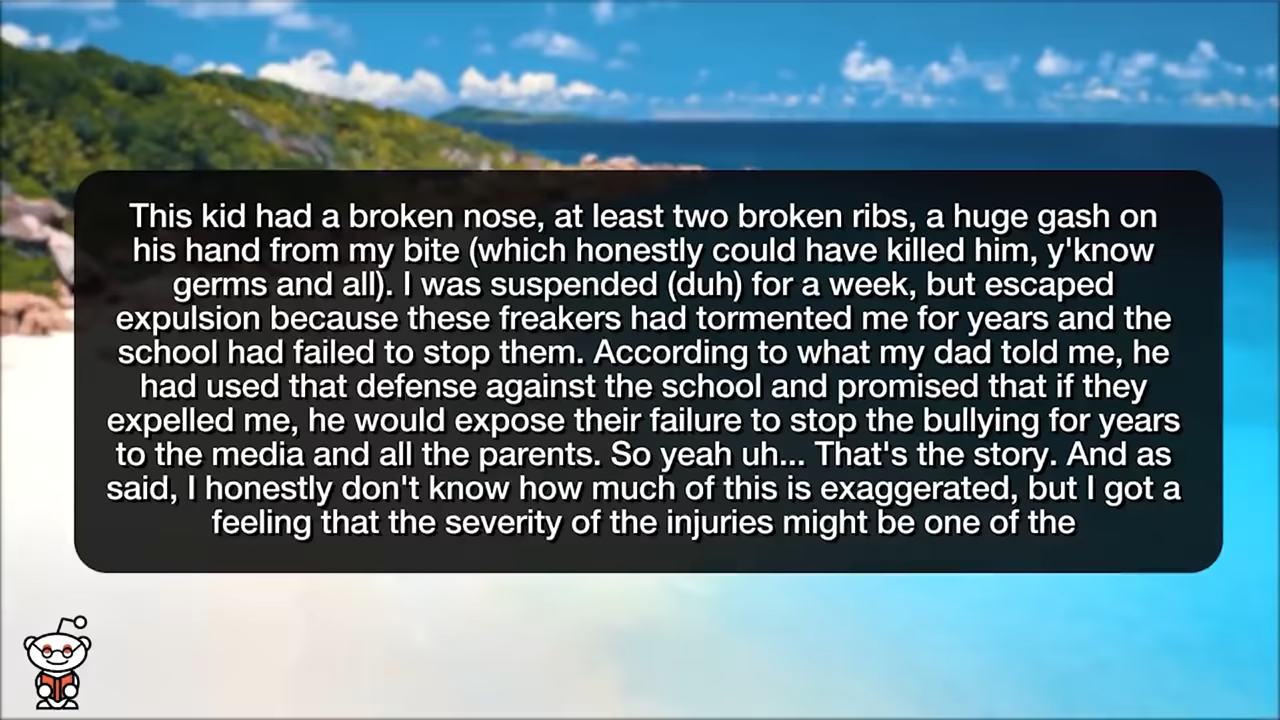 This kid had a broken nose, at least two broken ribs, a huge gash on
his hand from my bite (which honestly could have killed him, y'know
germs and all). I was suspended (duh) for a week, but escaped
expulsion because these freakers had tormented me for years and the
school had failed to stop them. According to what my dad told me, he
had used that defense against the school and promised that if they
expelled me, he would expose their failure to stop the bullying for years
to the media and all the parents. So yeah uh... That's the story. And as
said, I honestly don't know how much of this is exaggerated, but I got a
feeling that the severity of the injuries might be one of the